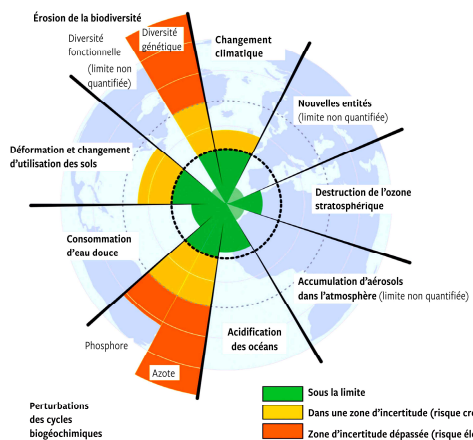 Érosion de la biodiversité
Diversité
fonctionnelle
(limite non
quantifiée)
Diversité
génétique
Changement
climatique
Nouvelles entités
(limite non quantifiée)
Déformation et changement
d'utilisation des sols
Destruction de l'ozone
stratosphérique
Consommation
d'eau douce
Accumulation d'aérosols
dans l'atmosphère (limite non quantifiée)
Acidification
des océans
Phosphore
Azote
Perturbations
des cycles
biogéochimiques
Sous la limite
Dans une zone d'incertitude (risque cr
Zone d'incertitude dépassée (risque éle